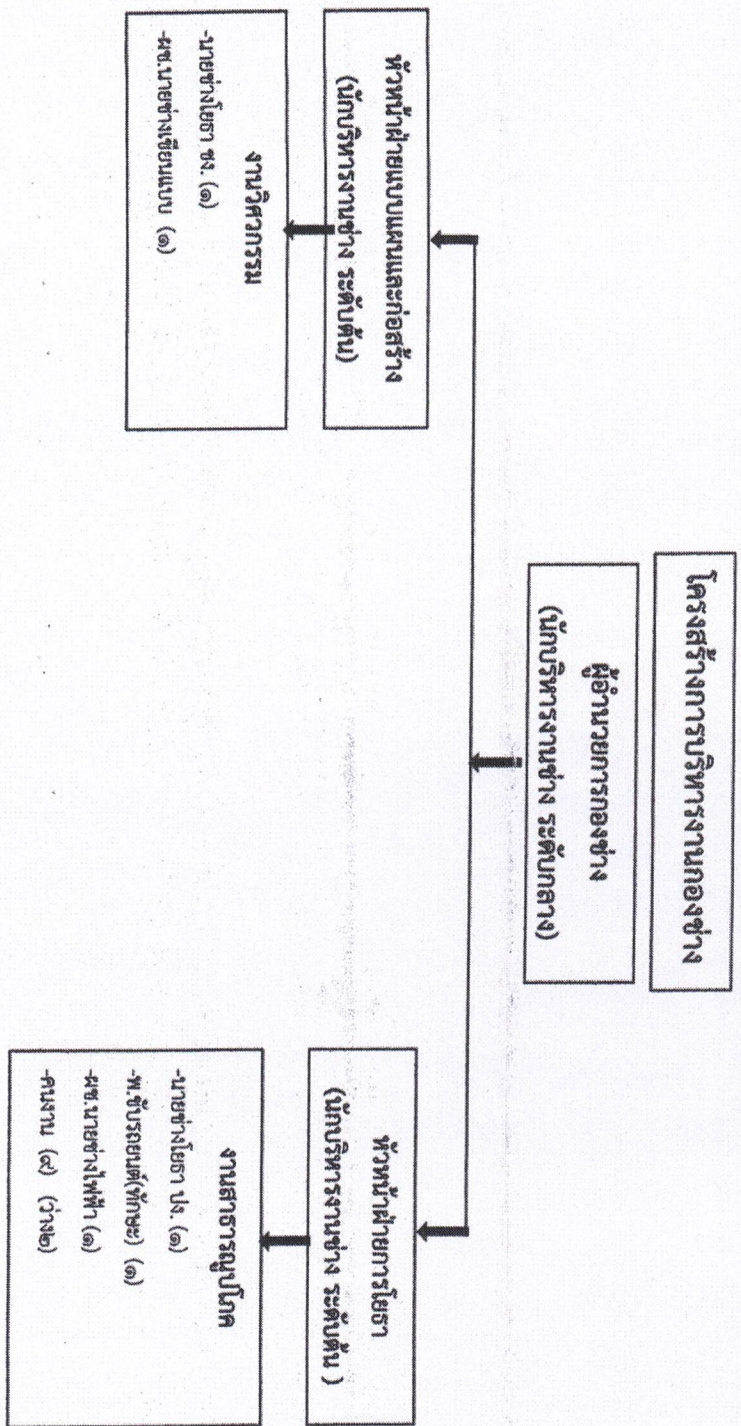 โครงสร้างการบริหารงานกองช่าง
ผู้อำนวยการกองช่าง
(นักบริหารงานช่าง ระดับกลาง)
หัวหน้าฝ่ายแบบแผนและก่อสร้าง
(นักบริหารงานช่าง ระดับต้น)
งานวิศวกรรม
-นายช่างโยธา ชง. (๑)
-ผช.นายช่างเขียนแบบ (๑)
หัวหน้าฝ่ายการโยธา
(นักบริหารงานช่าง ระดับต้น )
งานสาธารณูปโภค
-นายช่างโยธา ปง. (๑)
-พ.ขับรถยนต์(ทักษะ) (๑)
-ผช.นายช่างไฟฟ้า (๑)
-คนงาน (๙) (ว่าง๒)